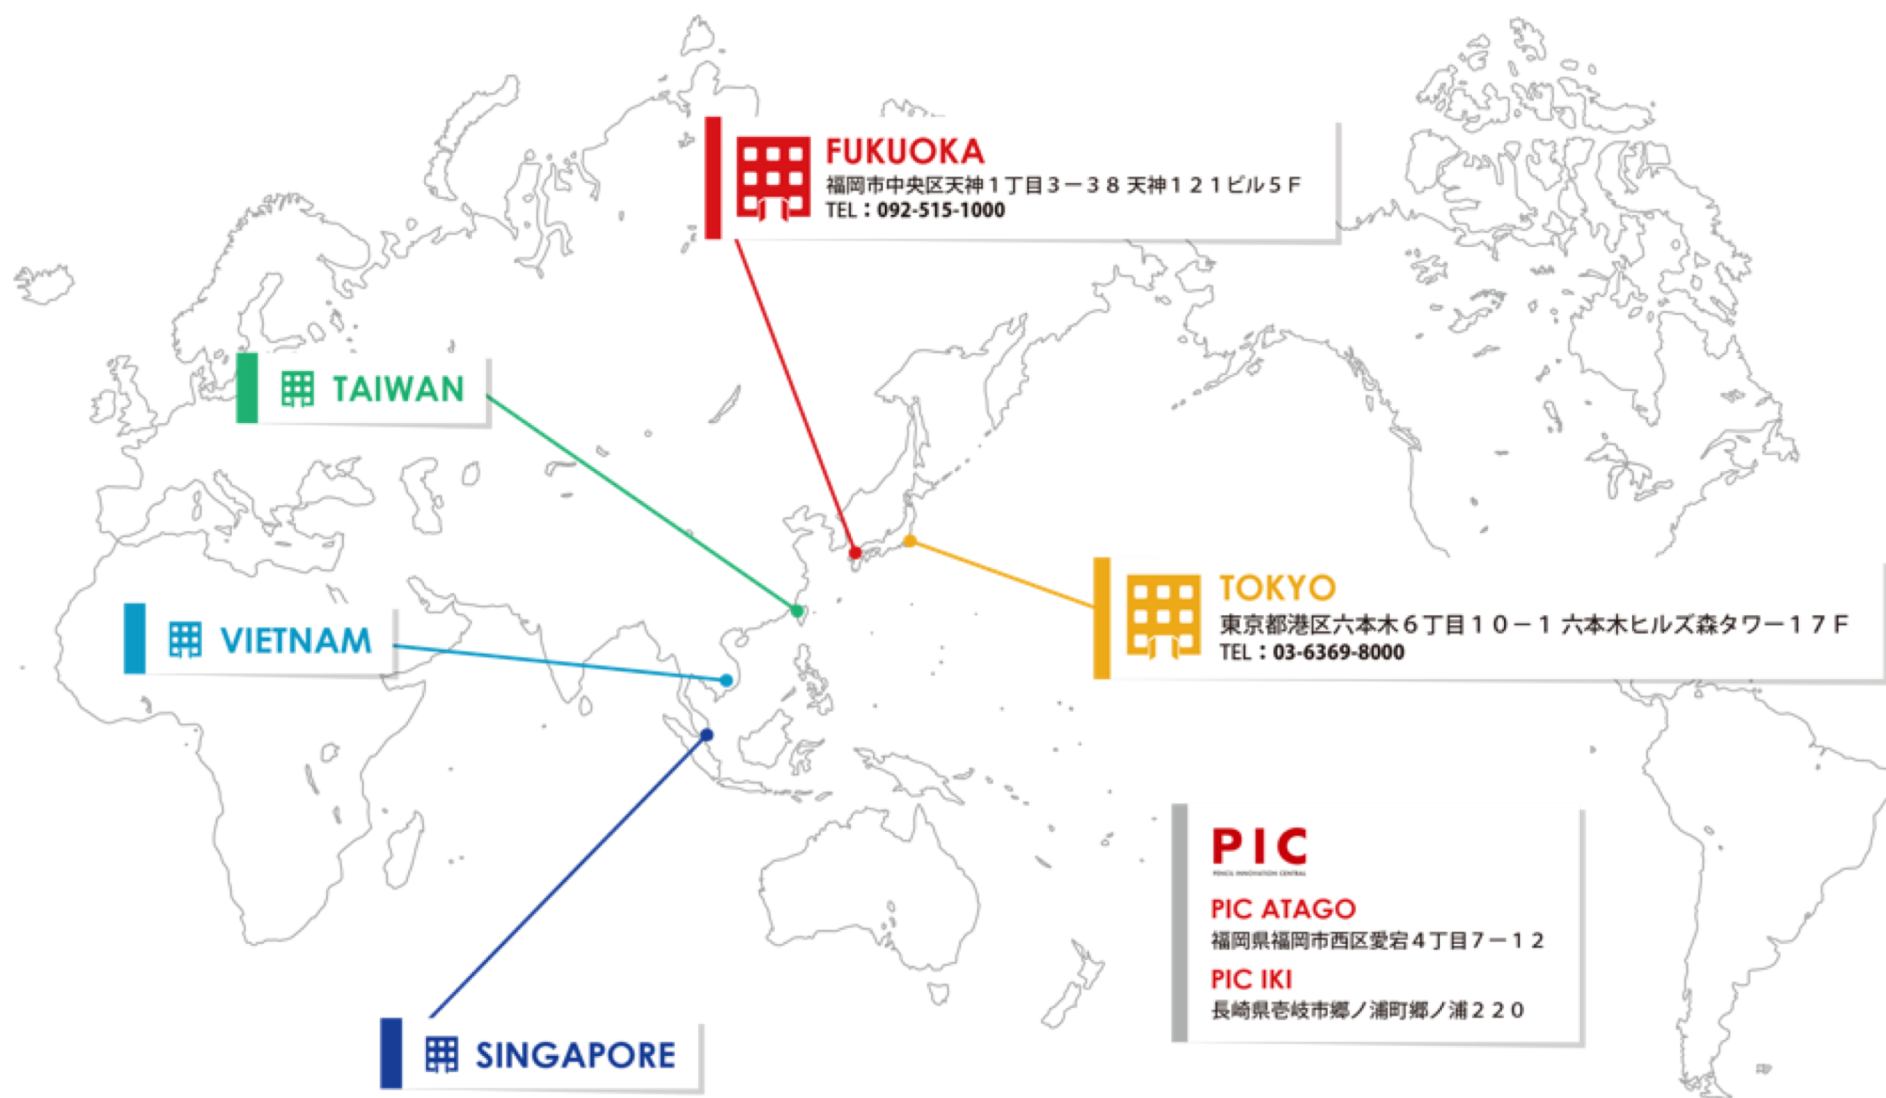 FUKUOKA
福岡市中央区天神１丁目３－３８ 天神１２１ビル５Ｆ
TEL：092-515-1000
TAIWAN
TOKYO
東京都港区六本木６丁目１０－１ 六本木ヒルズ森タワー１７Ｆ
TEL：03-6369-8000
VIETNAM
PIC
PENCIL INNOVATION CENTRAL
PIC ATAGO
福岡県福岡市西区愛宕４丁目７－１２
PIC IKI
長崎県壱岐市郷ノ浦町郷ノ浦２２０
SINGAPORE